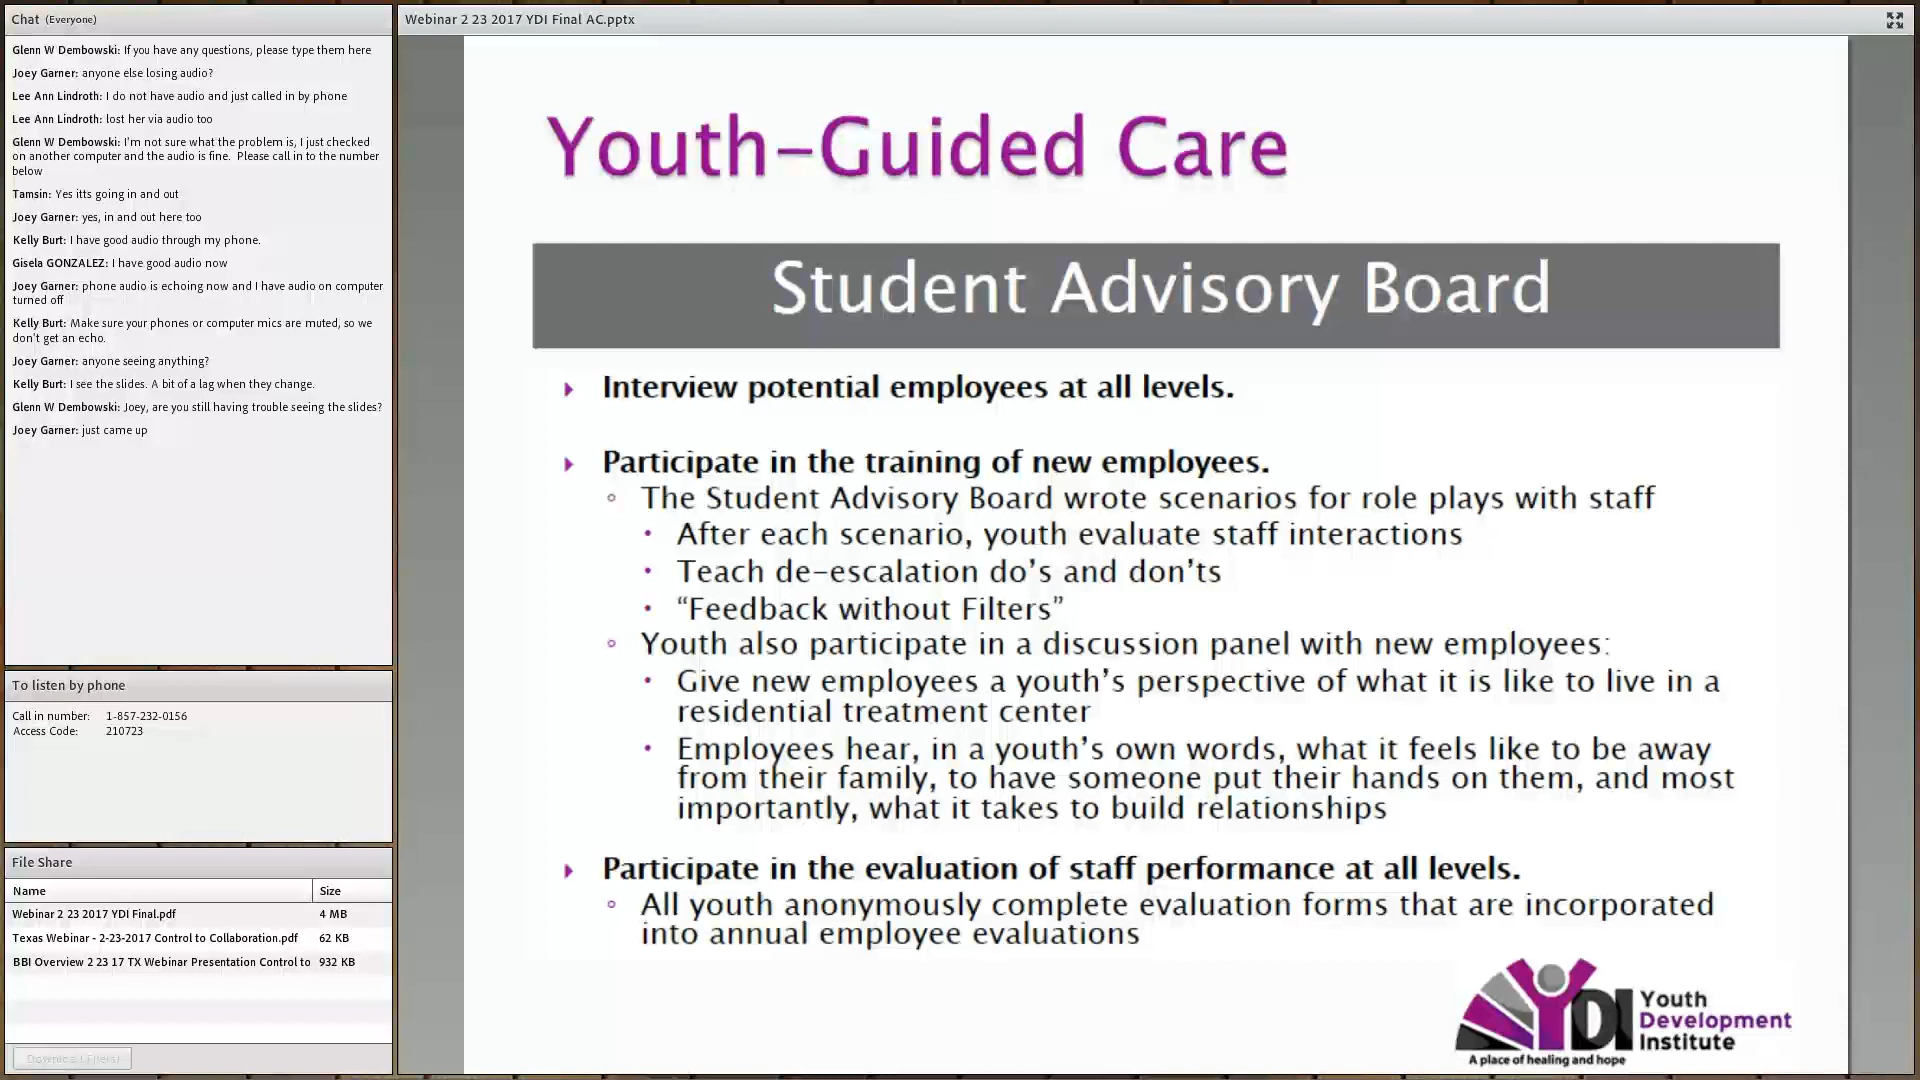 Chat (Everyone)
Glenn W Dembowski: If you have any questions, please type them here
Joey Garner: anyone else losing audio?
Lee Ann Lindroth: I do not have audio and just called in by phone
Lee Ann Lindroth: lost her via audio too
Glenn W Dembowski: I'm not sure what the problem is, I just checked
on another computer and the audio is fine.  Please call in to the number
below
Tamsin: Yes itts going in and out
Joey Garner: yes, in and out here too
Kelly Burt: I have good audio through my phone.
Gisela GONZALEZ: I have good audio now
Joey Garner: phone audio is echoing now and I have audio on computer
turned off
Kelly Burt: Make sure your phones or computer mics are muted, so we
don't get an echo.
Joey Garner: anyone seeing anything?
Kelly Burt: I see the slides. A bit of a lag when they change.
Glenn W Dembowski: Joey, are you still having trouble seeing the slides?
Joey Garner: just came up
To listen by phone
Call in number: 1-857-232-0156
Access Code: 210723
File Share
Name Size
Webinar 2 23 2017 YDI Final.pdf 4 MB
Texas Webinar - 2-23-2017 Control to Collaboration.pdf 62 KB
BBI Overview 2 23 17 TX Webinar Presentation Control to 932 KB
Download File(s)
Webinar 2 23 2017 YDI Final AC.pptx
Youth-Guided Care
Student Advisory Board
Interview potential employees at all levels.
Participate in the training of new employees.
The Student Advisory Board wrote scenarios for role plays with staff
After each scenario, youth evaluate staff interactions
Teach de-escalation do's and don'ts
“Feedback without Filters”
Youth also participate in a discussion panel with new employees:
Give new employees a youth's perspective of what it is like to live in a
residential treatment center
Employees hear, in a youth's own words, what it feels like to be away
from their family, to have someone put their hands on them, and most
importantly, what it takes to build relationships
Participate in the evaluation of staff performance at all levels.
All youth anonymously complete evaluation forms that are incorporated
into annual employee evaluations
YDI
Youth
Development
Institute
A place of healing and hope